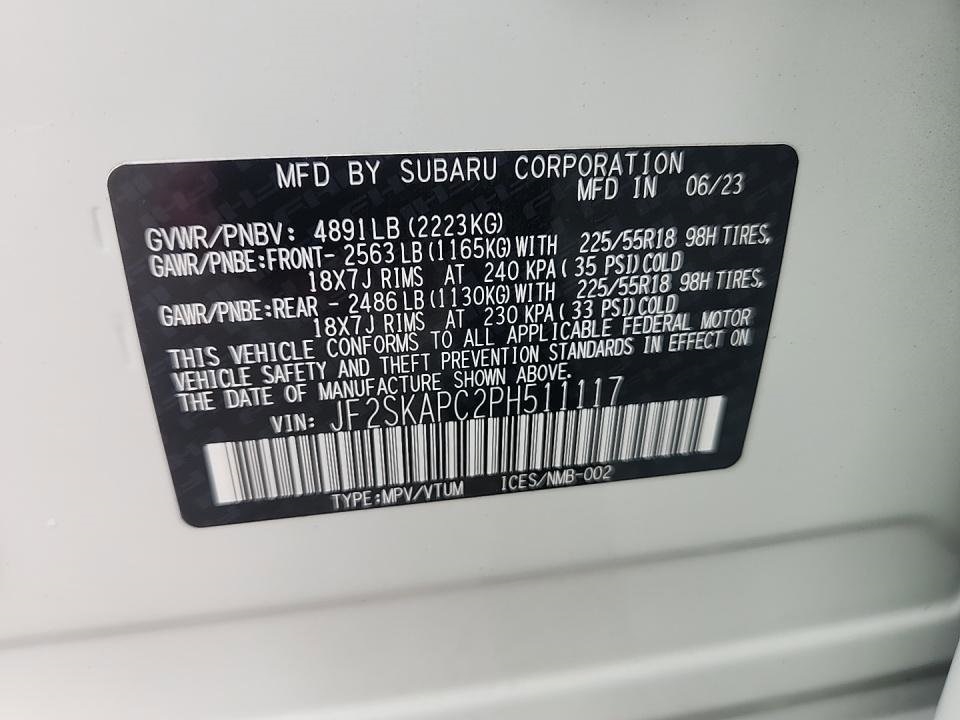 MFD BY SUBARU CORPORATION
MFD IN 06/23
GVWR/PNBV: 4891LB (2223KG)
GAWR/PNBE:FRONT- 2563LB (1165KG)WITH 225/55R18 98H TIRES,
18X7J RIMS AT 240 KPA( 35 PSI)COLD
GAWR/PNBE:REAR - 2486LB (1130KG)WITH 225/55R18 98H TIRES,
18X7J RIMS AT 230 KPA( 33 PSI)COLD
THIS VEHICLE CONFORMS TO ALL APPLICABLE FEDERAL MOTOR
VEHICLE SAFETY AND THEFT PREVENTION STANDARDS IN EFFECT ON
THE DATE OF MANUFACTURE SHOWN ABOVE.
VIN: JF2SKAPC2PH511117
TYPE:MPV/VTUM ICES/NMB-002